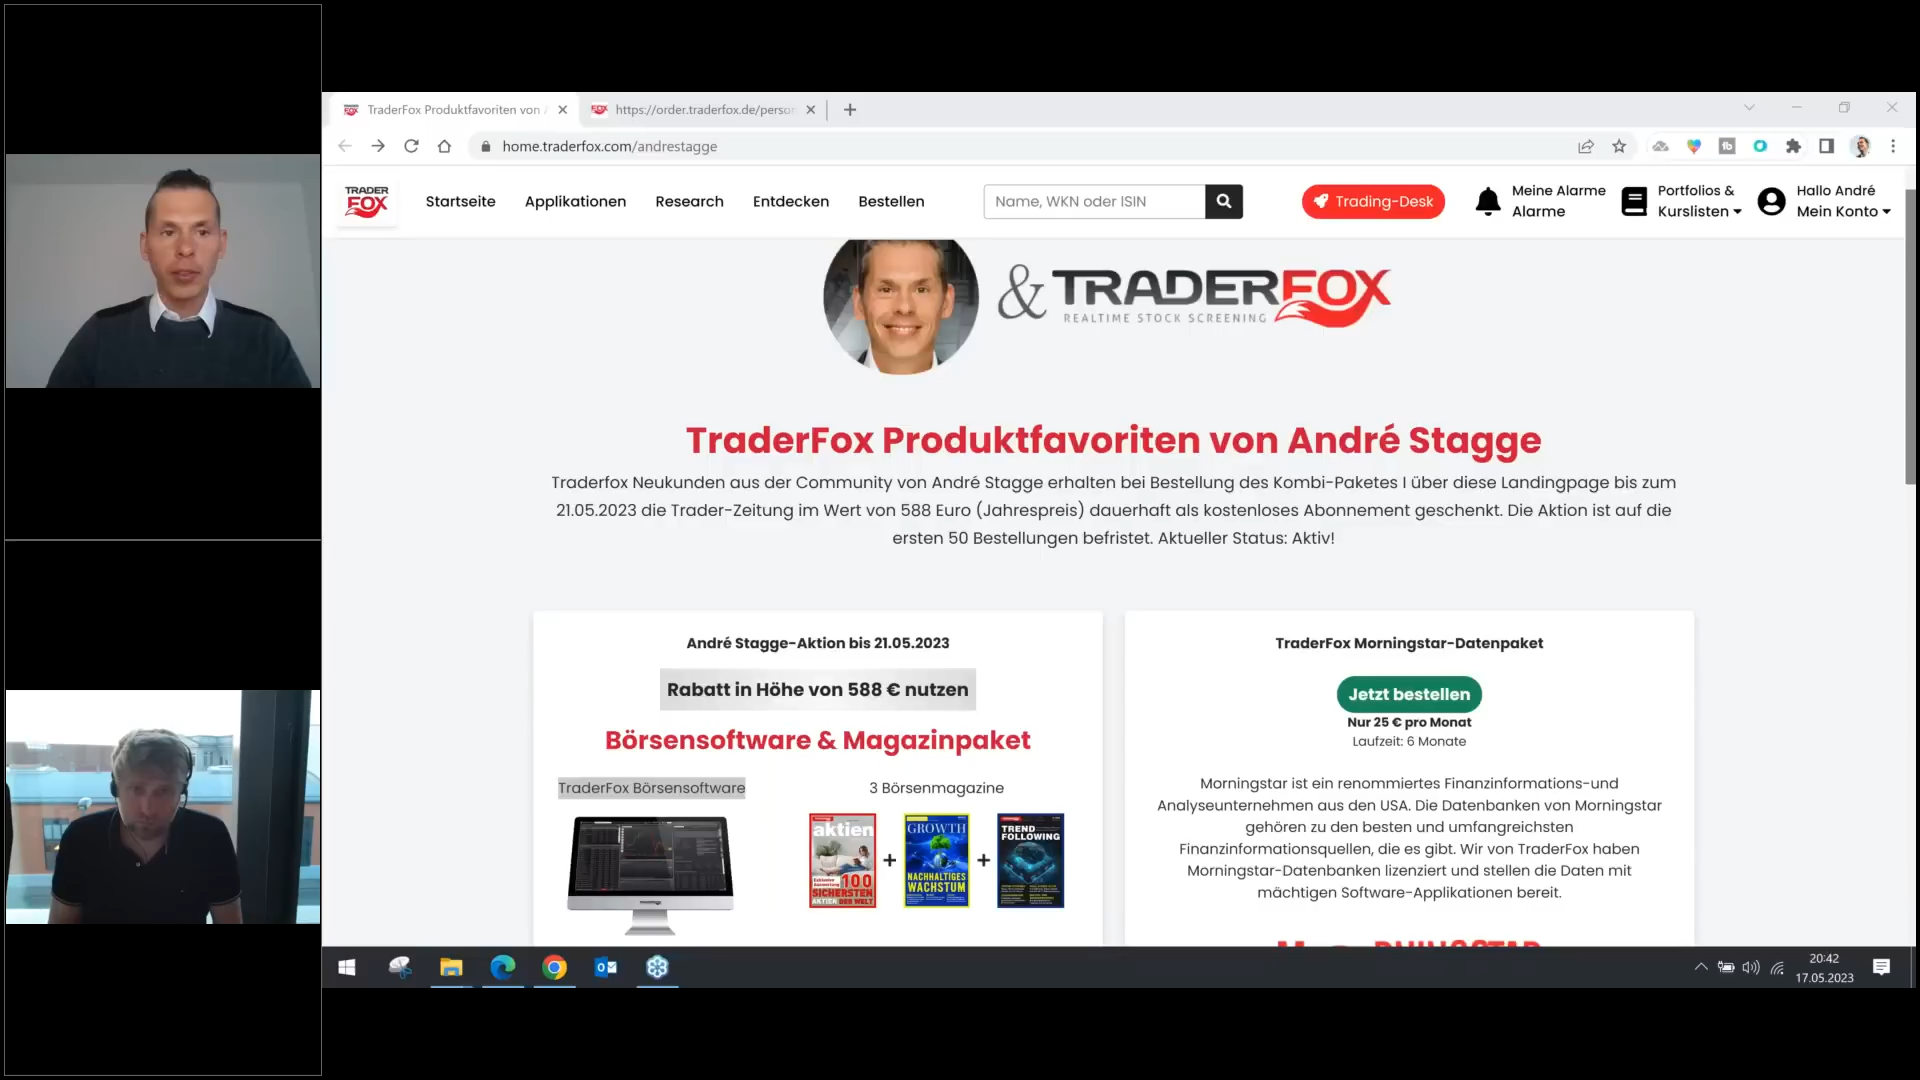 TraderFox Produktfavoriten von
https://order.traderfox.de/perso
home.traderfox.com/andrestagge
TRADER
FOX
Startseite
Applikationen
Research
Entdecken
Bestellen
Name, WKN oder ISIN
Trading-Desk
Meine Alarme
Alarme
Portfolios &
Kurslisten
Hallo André
Mein Konto
& TRADERFOX
REALTIME STOCK SCREENING
TraderFox Produktfavoriten von André Stagge
Traderfox Neukunden aus der Community von André Stagge erhalten bei Bestellung des Kombi-Paketes I über diese Landingpage bis zum
21.05.2023 die Trader-Zeitung im Wert von 588 Euro (Jahrespreis) dauerhaft als kostenloses Abonnement geschenkt. Die Aktion ist auf die
ersten 50 Bestellungen befristet. Aktueller Status: Aktiv!
André Stagge-Aktion bis 21.05.2023
Rabatt in Höhe von 588 € nutzen
Börsensoftware & Magazinpaket
TraderFox Börsensoftware
3 Börsenmagazine
aktien
100
SICHERSTEN
AKTIEN DER WELT
+
GROWTH
NACHHALTIGES
WACHSTUM
+
TREND
FOLLOWING
TraderFox Morningstar-Datenpaket
Jetzt bestellen
Nur 25 € pro Monat
Laufzeit: 6 Monate
Morningstar ist ein renommiertes Finanzinformations-und
Analyseunternehmen aus den USA. Die Datenbanken von Morningstar
gehören zu den besten und umfangreichsten
Finanzinformationsquellen, die es gibt. Wir von TraderFox haben
Morningstar-Datenbanken lizenziert und stellen die Daten mit
mächtigen Software-Applikationen bereit.
20:42
17.05.2023